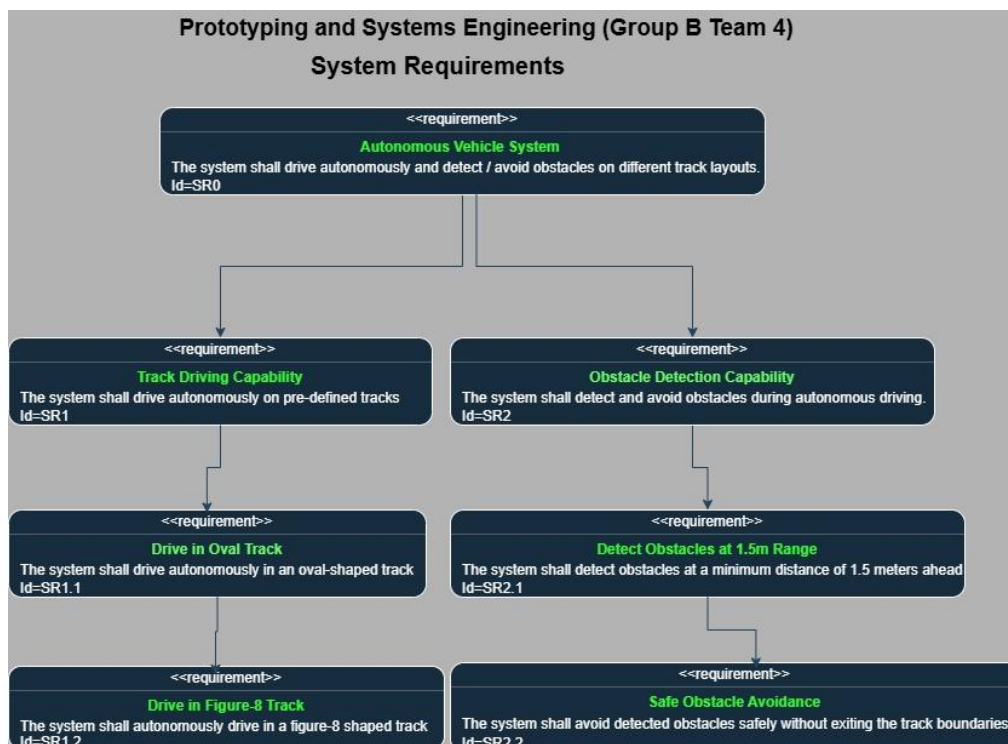 Prototyping and Systems Engineering (Group B Team 4)
System Requirements
<<requirement>>
Autonomous Vehicle System
The system shall drive autonomously and detect / avoid obstacles on different track layouts.
Id=SR0
<<requirement>>
Track Driving Capability
The system shall drive autonomously on pre-defined tracks
Id=SR1
<<requirement>>
Obstacle Detection Capability
The system shall detect and avoid obstacles during autonomous driving.
Id=SR2
<<requirement>>
Drive in Oval Track
The system shall drive autonomously in an oval-shaped track
Id=SR1.1
<<requirement>>
Detect Obstacles at 1.5m Range
The system shall detect obstacles at a minimum distance of 1.5 meters ahead
Id=SR2.1
<<requirement>>
Drive in Figure-8 Track
The system shall autonomously drive in a figure-8 shaped track
Id=SR1.2
<<requirement>>
Safe Obstacle Avoidance
The system shall avoid detected obstacles safely without exiting the track boundaries
Id=SR2.2